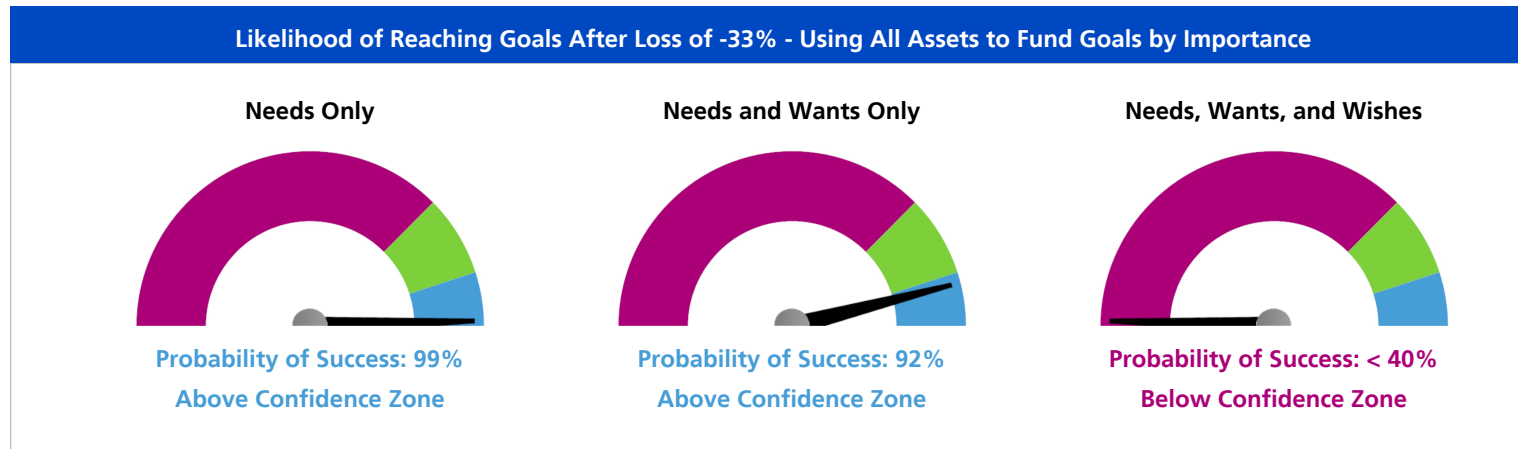 Likelihood of Reaching Goals After Loss of -33% - Using All Assets to Fund Goals by Importance
Needs Only
Probability of Success: 99%
Above Confidence Zone
Needs and Wants Only
Probability of Success: 92%
Above Confidence Zone
Needs, Wants, and Wishes
Probability of Success: < 40%
Below Confidence Zone